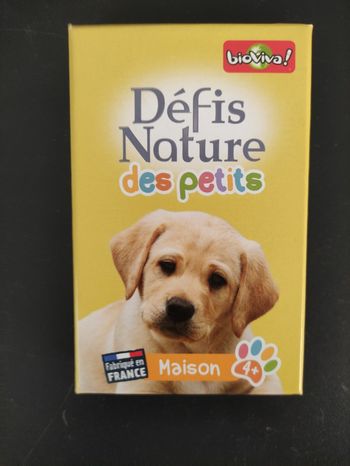 bioviva!
Défis
Nature
des petits
Fabriqué en
FRANCE
Maison
4+